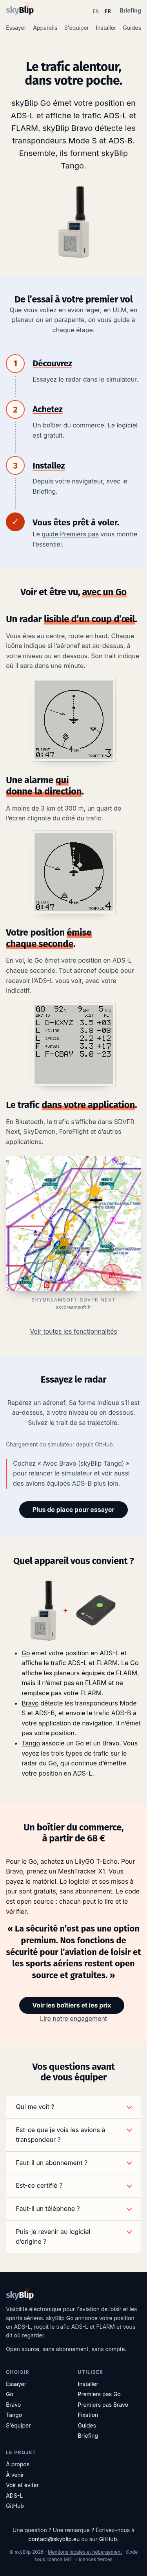 skyBlip EN FR Briefing
Essayer Appareils S'équiper Installer Guides
Le trafic alentour,
dans votre poche.
skyBlip Go émet votre position en
ADS-L et affiche le trafic ADS-L et
FLARM. skyBlip Bravo détecte les
transpondeurs Mode S et ADS-B.
Ensemble, ils forment skyBlip
Tango.
De l'essai à votre premier vol
Que vous voliez en avion léger, en ULM, en
planeur ou en parapente, on vous guide à
chaque étape.
1 Découvrez
Essayez le radar dans le simulateur.
2 Achetez
Un boîtier du commerce. Le logiciel
est gratuit.
3 Installez
Depuis votre navigateur, avec le
Briefing.
✓ Vous êtes prêt à voler.
Le guide Premiers pas vous montre
l'essentiel.
Voir et être vu, avec un Go
Un radar lisible d'un coup d'œil.
Vous êtes au centre, route en haut. Chaque
icône indique si l'aéronef est au-dessus, à
votre niveau ou en dessous. Son trait indique
où il sera dans une minute.
FLIGHT
0:47 4 TRAFFIC 3
Une alarme qui
donne la direction.
À moins de 3 km et 300 m, un quart de
l'écran clignote du côté du trafic.
FLIGHT
0:47 4 TRAFFIC 4
Votre position émise
chaque seconde.
En vol, le Go émet votre position en ADS-L
chaque seconde. Tout aéronef équipé pour
recevoir l'ADS-L vous voit, avec votre
indicatif.
L D-KXYZ 3.5 +03
L F-CBAV 5.0 -23
Le trafic dans votre application.
En Bluetooth, le trafic s'affiche dans SDVFR
Next, SkyDemon, ForeFlight et d'autres
applications.
SKYDREAMSOFT SDVFR NEXT
skydreamsoft.fr
Voir toutes les fonctionnalités
Essayez le radar
Repérez un aéronef. Sa forme indique s'il est
au-dessus, à votre niveau ou en dessous.
Suivez le trait de sa trajectoire.
Chargement du simulateur depuis GitHub.
Cochez « Avec Bravo (skyBlip Tango) »
pour relancer le simulateur et voir aussi
des avions équipés ADS-B plus loin.
Plus de place pour essayer
Quel appareil vous convient ?
+
Go émet votre position en ADS-L et
affiche le trafic ADS-L et FLARM. Le Go
affiche les planeurs équipés de FLARM,
mais il n'émet pas en FLARM et ne
remplace pas votre FLARM.
Bravo détecte les transpondeurs Mode
S et ADS-B, et envoie le trafic ADS-B à
votre application de navigation. Il n'émet
pas votre position.
Tango associe un Go et un Bravo. Vous
voyez les trois types de trafic sur le
radar du Go, qui continue d'émettre
votre position en ADS-L.
Un boîtier du commerce,
à partir de 68 €
Pour le Go, achetez un LilyGO T-Echo. Pour
Bravo, prenez un MeshTracker X1. Vous
payez le matériel. Le logiciel et ses mises à
jour sont gratuits, sans abonnement. Le code
est open source : chacun peut le lire et le
vérifier.
« La sécurité n'est pas une option
premium. Nos fonctions de
sécurité pour l'aviation de loisir et
les sports aériens restent open
source et gratuites. »
Voir les boîtiers et les prix
·
Lire notre engagement
Vos questions avant
de vous équiper
Qui me voit ?
Est-ce que je vois les avions à
transpondeur ?
Faut-il un abonnement ?
Est-ce certifié ?
Faut-il un téléphone ?
Puis-je revenir au logiciel
d'origine ?
skyBlip
Visibilité électronique pour l'aviation de loisir et les
sports aériens. skyBlip Go annonce votre position
en ADS-L, reçoit le trafic ADS-L et FLARM et vous
dit où regarder.
Open source, sans abonnement, sans compte.
CHOISIR UTILISER
Essayer Installer
Go Premiers pas Go
Bravo Premiers pas Bravo
Tango Fixation
S'équiper Guides
Briefing
LE PROJET
À propos
À venir
Voir et éviter
ADS-L
GitHub
Une question ? Une remarque ? Écrivez-nous à
contact@skyblip.eu ou sur GitHub.
© skyBlip 2026 · Mentions légales et hébergement · Code
sous licence MIT · Licences tierces